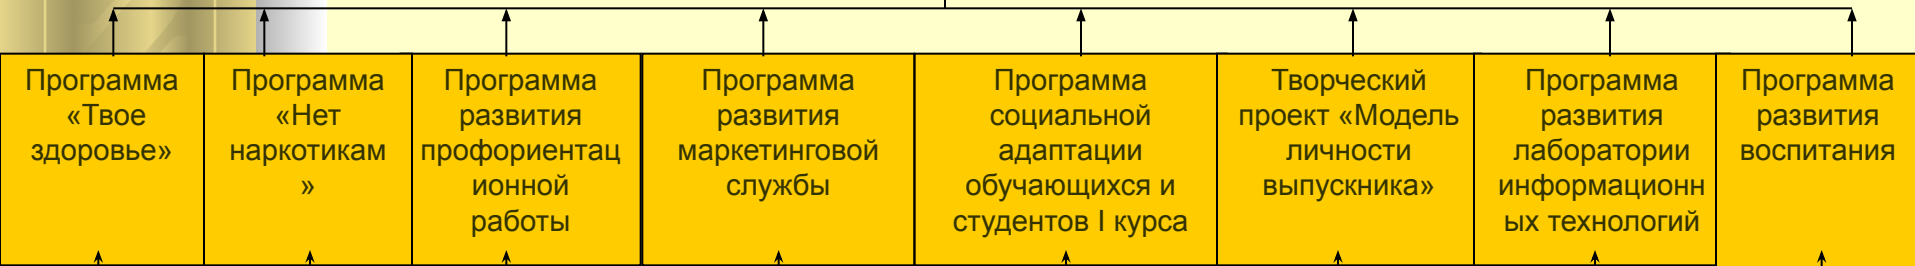 Программа
«Твое
здоровье»
Программа
«Нет
наркотикам
»
Программа
развития
профориентац
ионной
работы
Программа
развития
маркетинговой
службы
Программа
социальной
адаптации
обучающихся и
студентов I курса
Творческий
проект «Модель
личности
выпускника»
Программа
развития
лаборатории
информационн
ых технологий
Программа
развития
воспитания